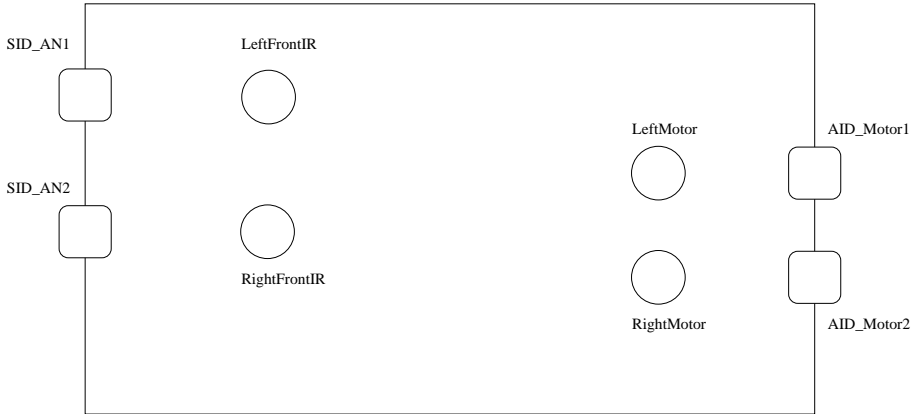 SID_AN1
LeftFrontIR
LeftMotor
AID_Motor1
SID_AN2
RightFrontIR
RightMotor
AID_Motor2